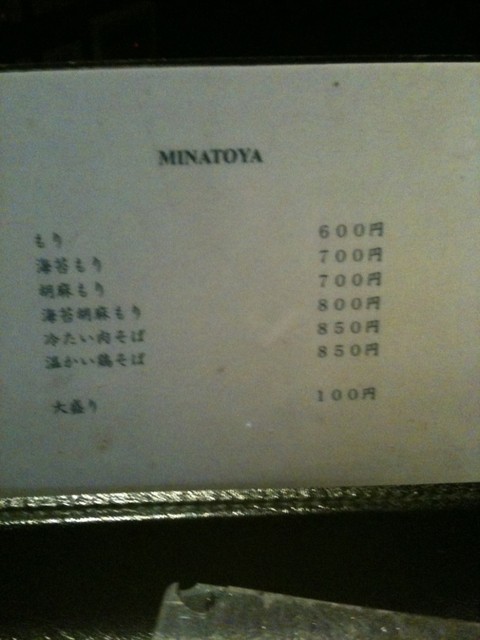 MINATOYA
もり ６００円
海苔もり ７００円
胡麻もり ７００円
海苔胡麻もり ８００円
冷たい肉そば ８５０円
温かい鶏そば ８５０円
大盛り １００円